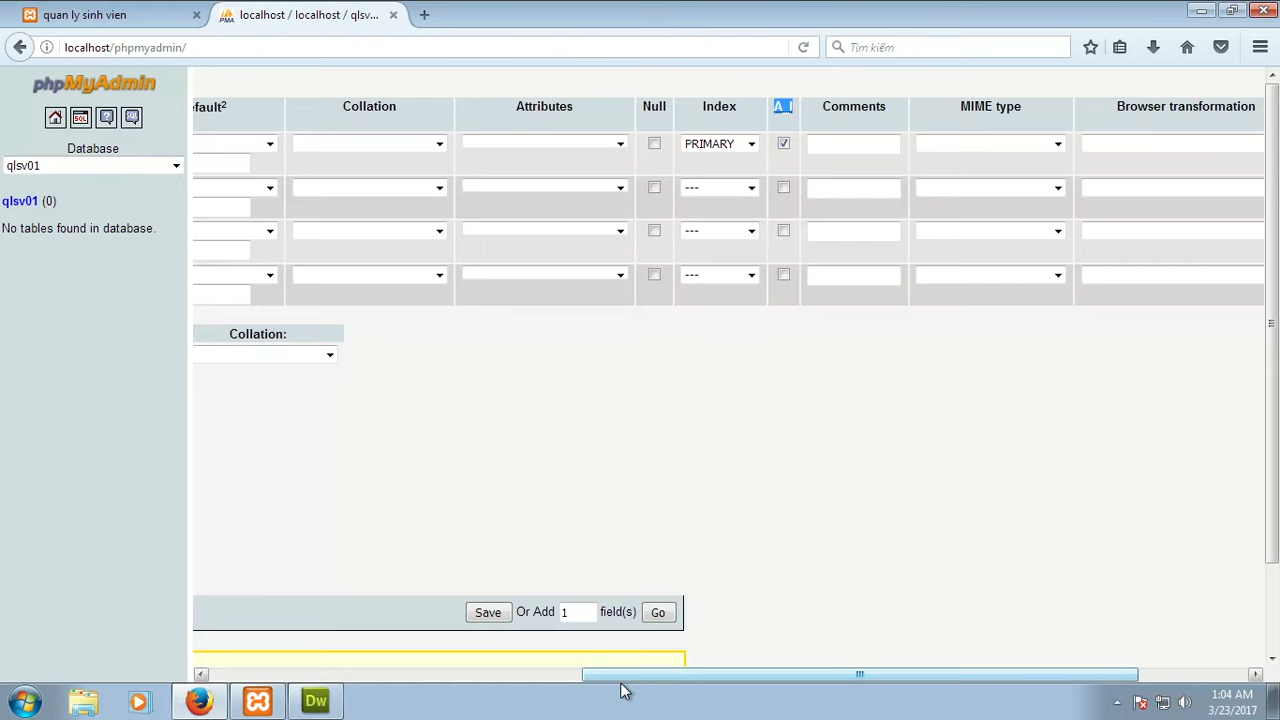 quan ly sinh vien
localhost / localhost / qlsv...
localhost/phpmyadmin/
Tìm kiếm
phpMyAdmin
Database
qlsv01
qlsv01 (0)
No tables found in database.
efault2 Collation Attributes Null Index A_I Comments MIME type Browser transformation
PRIMARY
---
---
---
Collation:
Save Or Add 1 field(s) Go
Dw
1:04 AM
3/23/2017